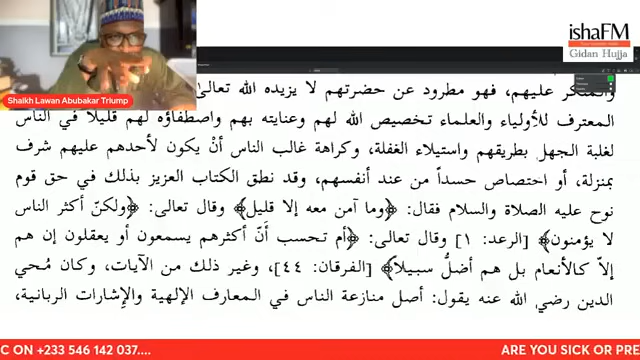 ishaFM
Gidan Hujja
Shaikh Lawan Abubakar Triump
والمنكر عليهم، فهو مطرود عن حضرتهم لا يزيده الله تعالى
المعترف للأولياء والعلماء تخصيص الله لهم وعنايته بهم واصطفاؤه لهم قليلاً في الناس
لغلبة الجهل بطريقهم واستيلاء الغفلة، وكراهة غالب الناس أنْ يكون لأحدهم عليهم شرف
بمنزلة، أو اختصاص حسداً من عند أنفسهم، وقد نطق الكتاب العزيز بذلك في حق قوم
نوح عليه الصلاة والسلام فقال: ﴿وما آمن معه إلا قليل﴾ وقال تعالى: ﴿ولكنّ أكثر الناس
لا يؤمنون﴾ [الرعد: ١] وقال تعالى: ﴿أم تحسب أَنّ أكثرهم يسمعون أو يعقلون إن هم
إلاّ كالأنعام بل هم أضلُّ سبيلاً﴾ [الفرقان: ٤٤]، وغير ذلك من الآيات، وكان مُحي
الدين رضي الله عنه يقول: أصل منازعة الناس في المعارف الإلهية والإشارات الربانية،
C ON +233 546 142 037.... ARE YOU SICK OR PRE